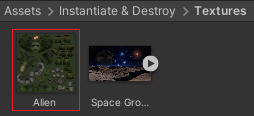 Assets > Instantiate & Destroy > Textures
Alien Space Gro...